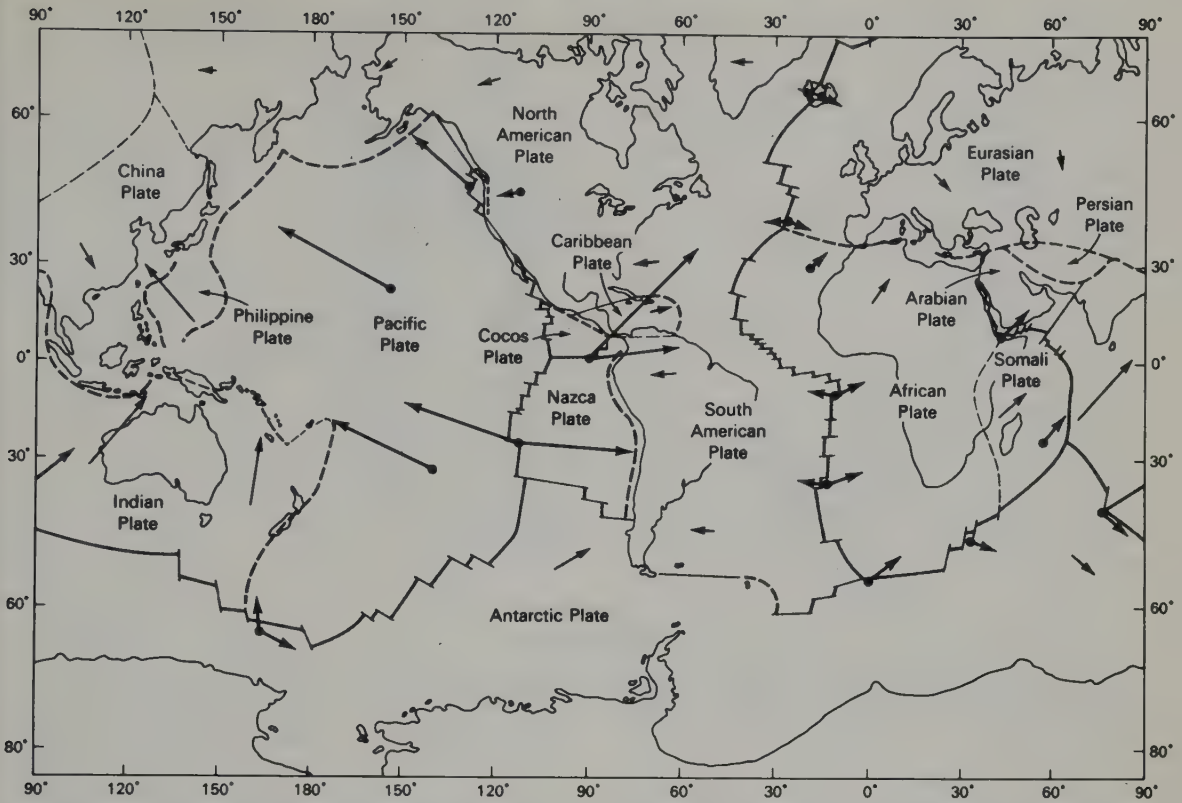 90° 120° 150° 180° 150° 120° 90° 60° 30° 0° 30° 60° 90°
60°
30°
0°
30°
60°
80°
China
Plate
Philippine
Plate
Pacific
Plate
North
American
Plate
Caribbean
Plate
Cocos
Plate
Nazca
Plate
South
American
Plate
Eurasian
Plate
Persian
Plate
Arabian
Plate
Somali
Plate
African
Plate
Indian
Plate
Antarctic Plate
60°
30°
0°
30°
60°
80°
90° 120° 150° 180° 150° 120° 90° 60° 30° 0° 30° 60° 90°